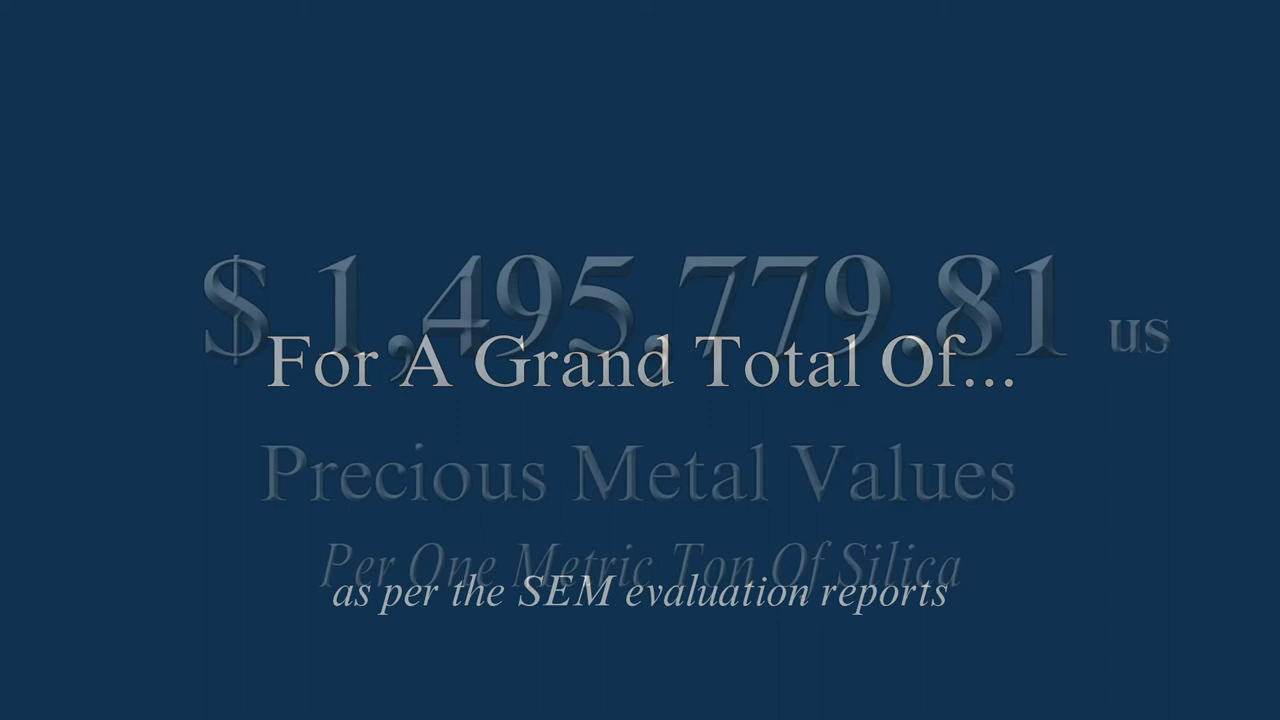 $ 1,495,779.81 us
For A Grand Total Of...
Precious Metal Values
Per One Metric Ton Of Silica
as per the SEM evaluation reports